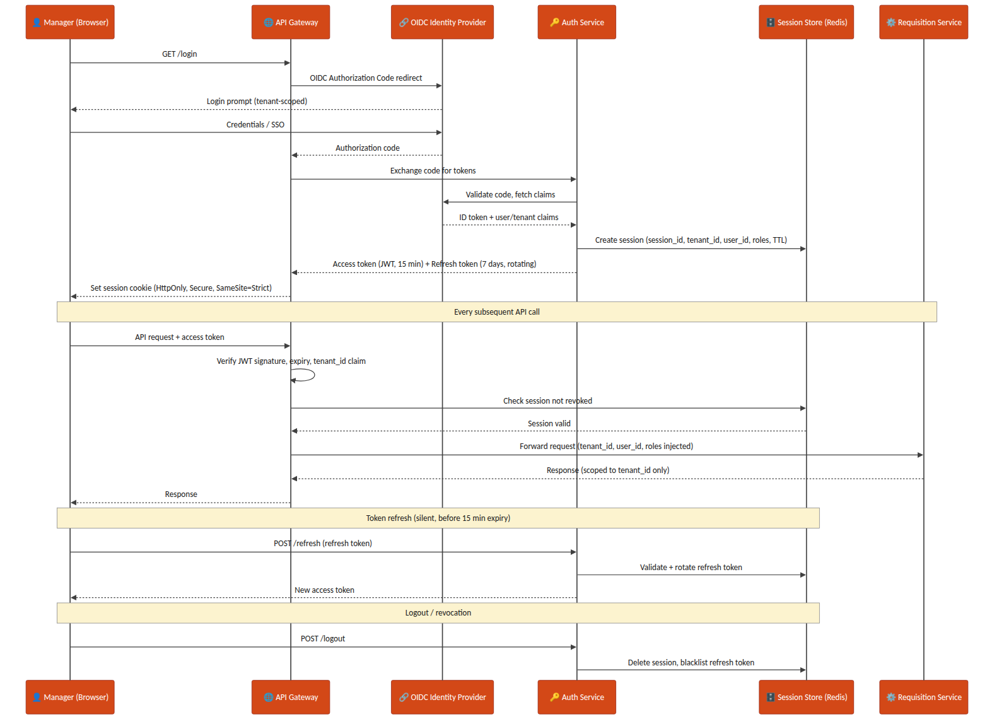 👤 Manager (Browser)
🌐 API Gateway
🔗 OIDC Identity Provider
🔑 Auth Service
🗄️ Session Store (Redis)
⚙️ Requisition Service
GET /login
OIDC Authorization Code redirect
Login prompt (tenant-scoped)
Credentials / SSO
Authorization code
Exchange code for tokens
Validate code, fetch claims
ID token + user/tenant claims
Create session (session_id, tenant_id, user_id, roles, TTL)
Access token (JWT, 15 min) + Refresh token (7 days, rotating)
Set session cookie (HttpOnly, Secure, SameSite=Strict)
Every subsequent API call
API request + access token
Verify JWT signature, expiry, tenant_id claim
Check session not revoked
Session valid
Forward request (tenant_id, user_id, roles injected)
Response (scoped to tenant_id only)
Response
Token refresh (silent, before 15 min expiry)
POST /refresh (refresh token)
Validate + rotate refresh token
New access token
Logout / revocation
POST /logout
Delete session, blacklist refresh token
👤 Manager (Browser)
🌐 API Gateway
🔗 OIDC Identity Provider
🔑 Auth Service
🗄️ Session Store (Redis)
⚙️ Requisition Service